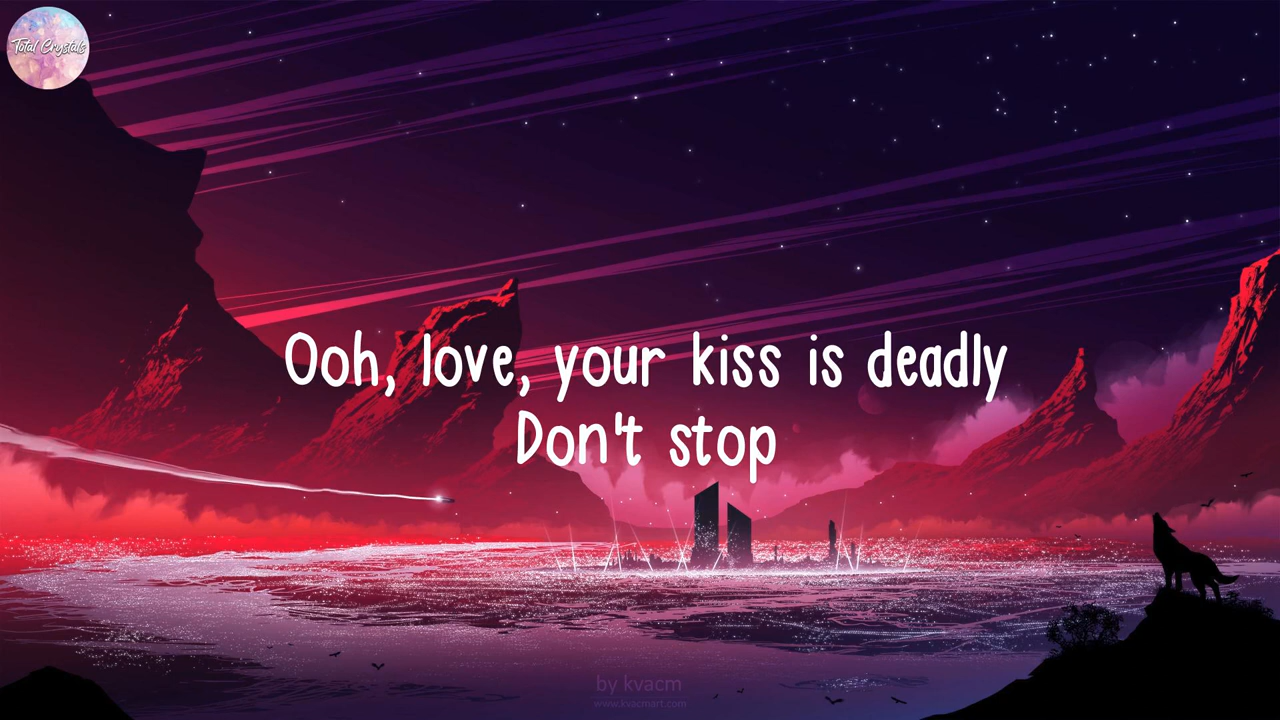 Total Crystals
Ooh, love, your kiss is deadly
Don't stop
by kvacm
www.kvacmart.com